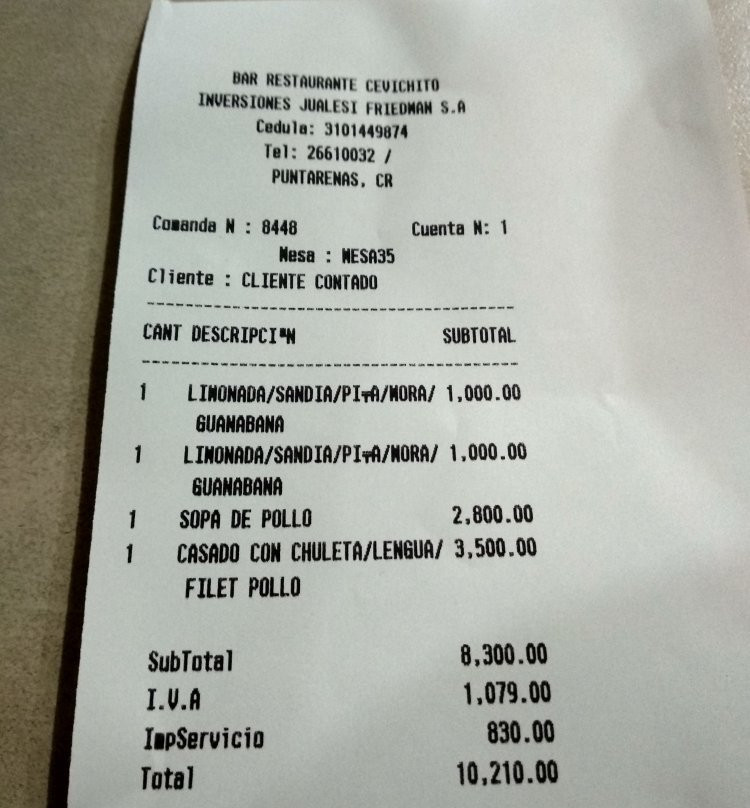 BAR RESTAURANTE CEVICHITO
INVERSIONES JUALESI FRIEDMAN S.A
Cedula: 3101449874
Tel: 26610032 /
PUNTARENAS, CR
Comanda N : 8448 Cuenta N: 1
Mesa : MESA35
Cliente : CLIENTE CONTADO
----------------------------------------
CANT DESCRIPCI*N SUBTOTAL
----------------------------------------
1 LIMONADA/SANDIA/PI╤A/MORA/ 1,000.00
GUANABANA
1 LIMONADA/SANDIA/PI╤A/MORA/ 1,000.00
GUANABANA
1 SOPA DE POLLO 2,800.00
1 CASADO CON CHULETA/LENGUA/ 3,500.00
FILET POLLO
SubTotal 8,300.00
I.V.A 1,079.00
ImpServicio 830.00
Total 10,210.00